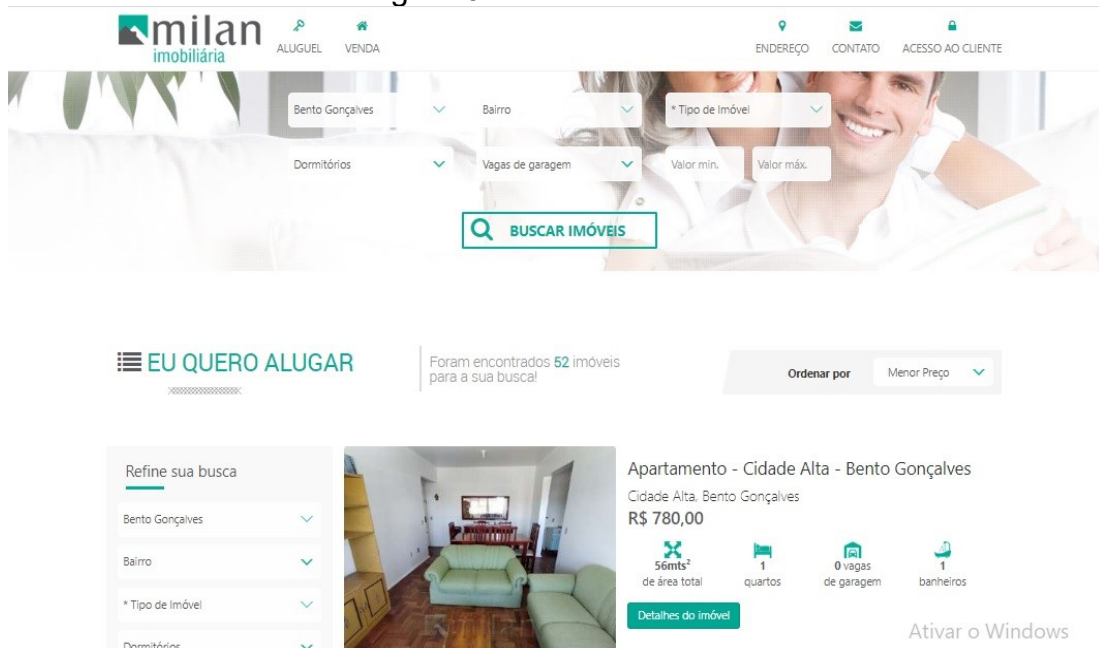 milan
imobiliária
ALUGUEL VENDA
ENDEREÇO CONTATO ACESSO AO CLIENTE
Bento Gonçalves Bairro * Tipo de Imóvel
Dormitórios Vagas de garagem Valor min. Valor máx.
BUSCAR IMÓVEIS
EU QUERO ALUGAR
Foram encontrados 52 imóveis
para a sua busca!
Ordenar por Menor Preço
Refine sua busca
Bento Gonçalves
Bairro
* Tipo de Imóvel
Dormitórios
milan
Apartamento - Cidade Alta - Bento Gonçalves
Cidade Alta, Bento Gonçalves
R$ 780,00
56mts² 1 0 vagas 1
de área total quartos de garagem banheiros
Detalhes do imóvel
Ativar o Windows